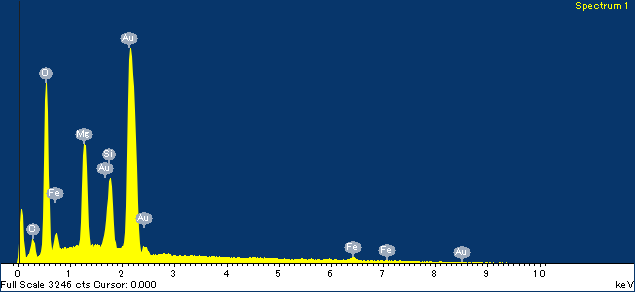 Spectrum 1
Au
O
Mg
Si
Au
Fe
Au
O
Fe
Fe
Au
0 1 2 3 4 5 6 7 8 9 10
Full Scale 3246 cts Cursor: 0.000 keV